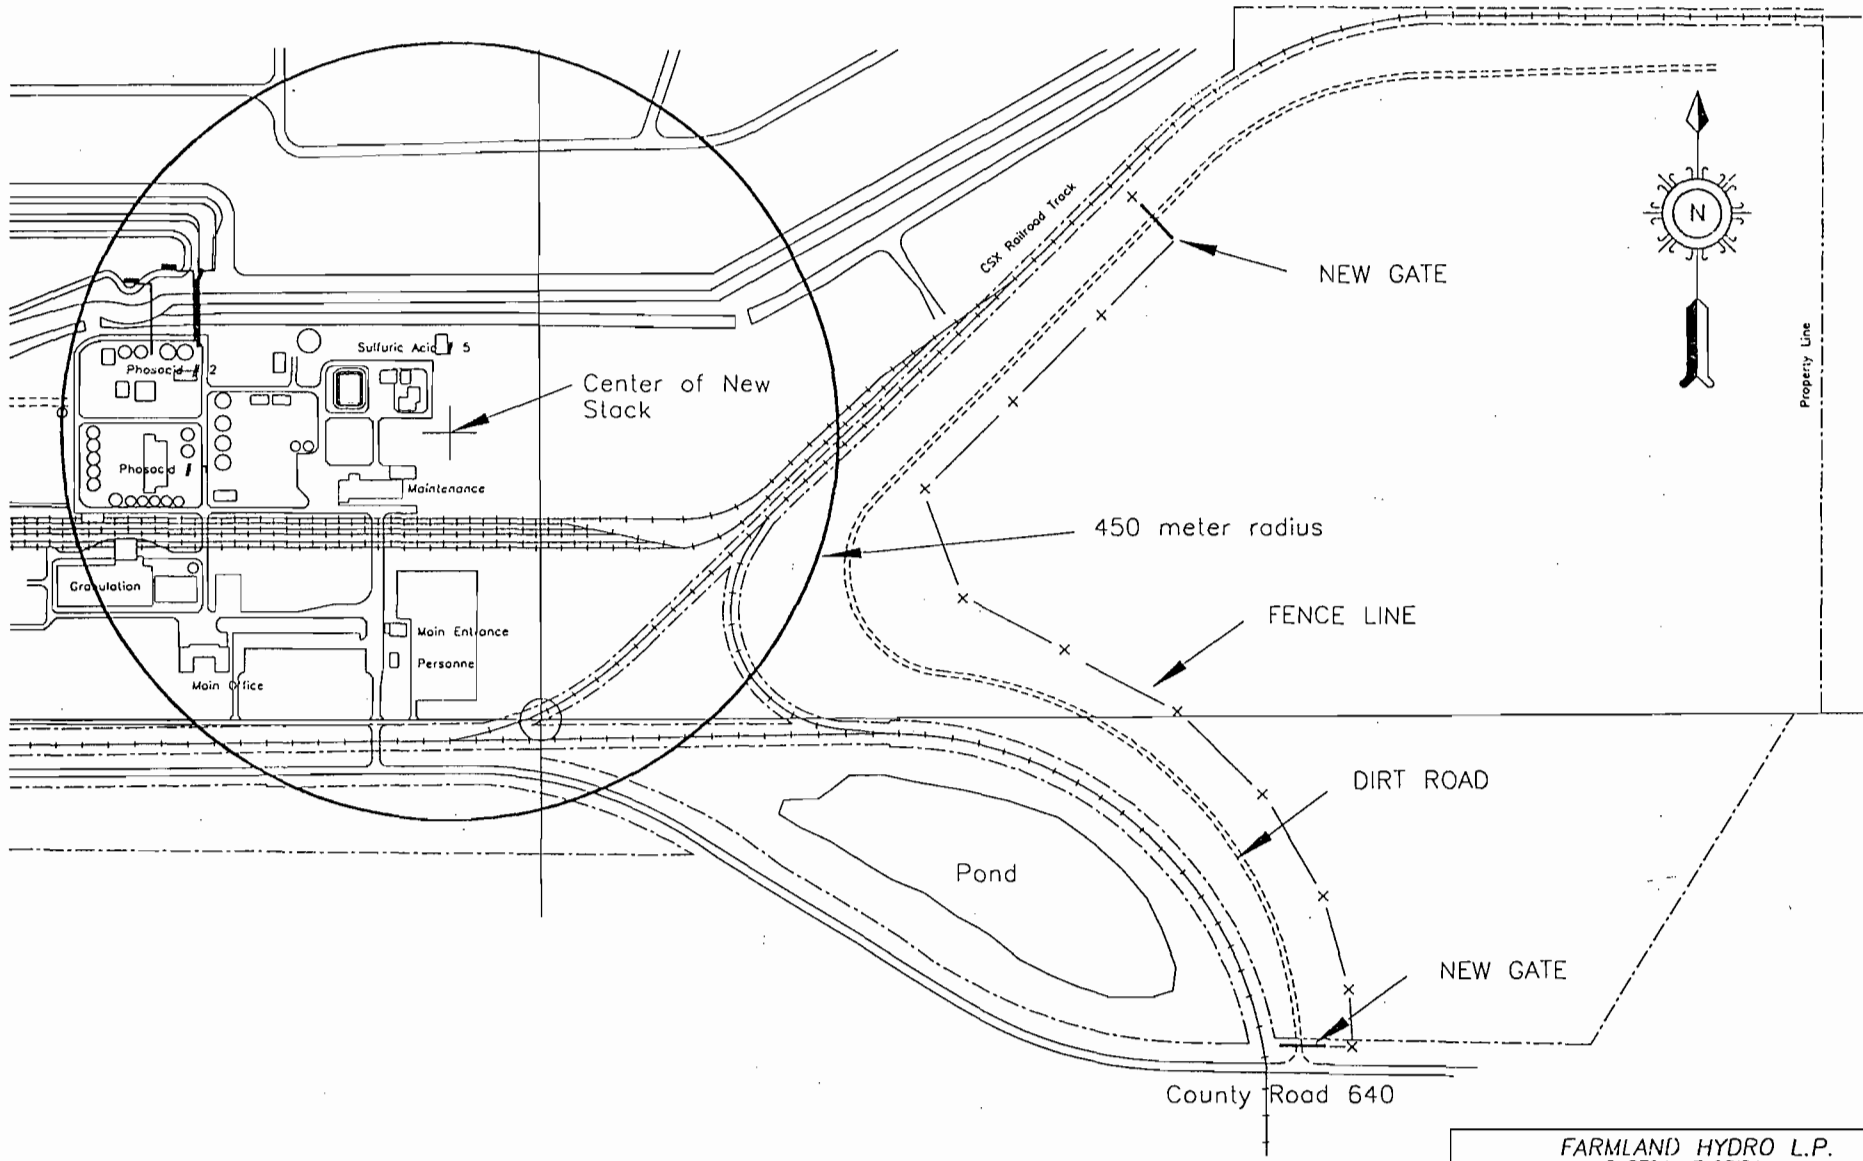 CSX Railroad Track
N
NEW GATE
Property Line
Sulfuric Acid # 5
Phosacid # 2
Center of New
Stack
Phosacid #
Maintenance
450 meter radius
Granulation
FENCE LINE
Main Entrance
Personne
Main Office
DIRT ROAD
Pond
NEW GATE
County Road 640
FARMLAND HYDRO L.P.